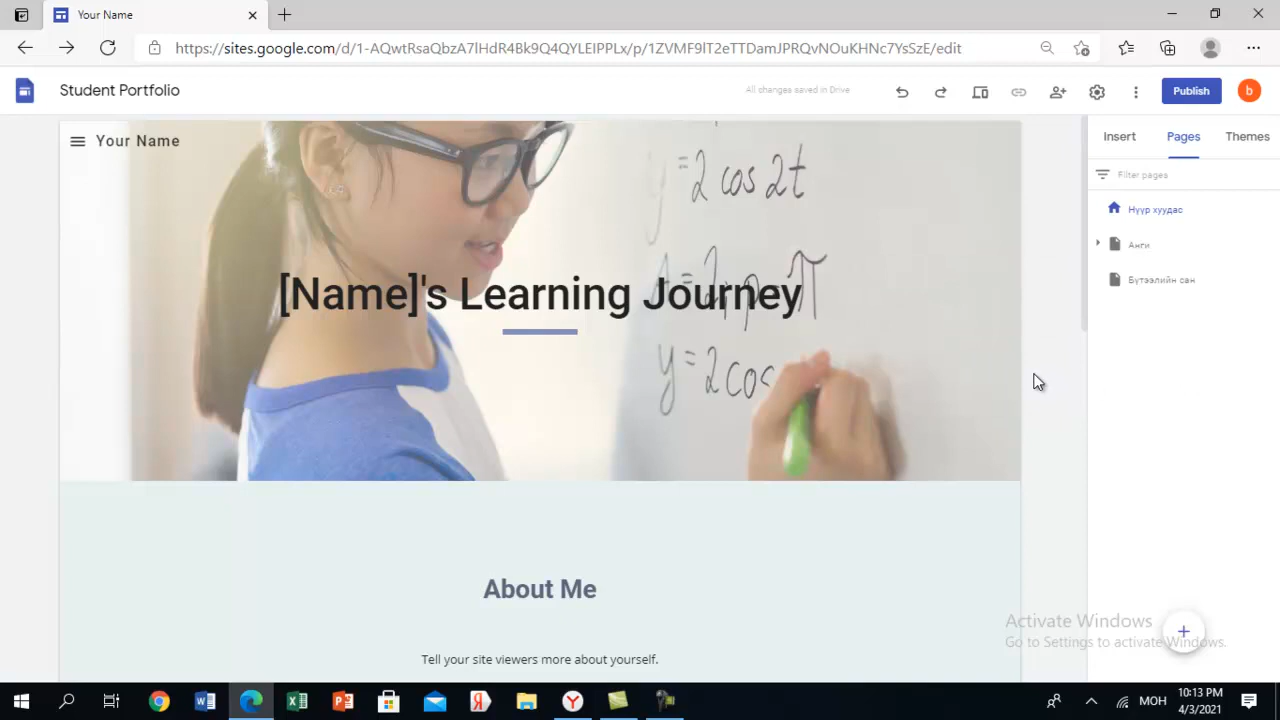 Your Name
https://sites.google.com/d/1-AQwtRsaQbzA7lHdR4Bk9Q4QYLEIPPLx/p/1ZVMF9lT2eTTDamJPRQvNOuKHNc7YsSzE/edit
Student Portfolio
All changes saved in Drive
Publish
b
Insert Pages Themes
Your Name
Filter pages
Нүүр хуудас
Анги
Бүтээлийн сан
y=2 cos 2t
[Name]'s Learning Journey
y=2cos
About Me
Tell your site viewers more about yourself.
Activate Windows
Go to Settings to activate Windows.
МОН
10:13 PM
4/3/2021